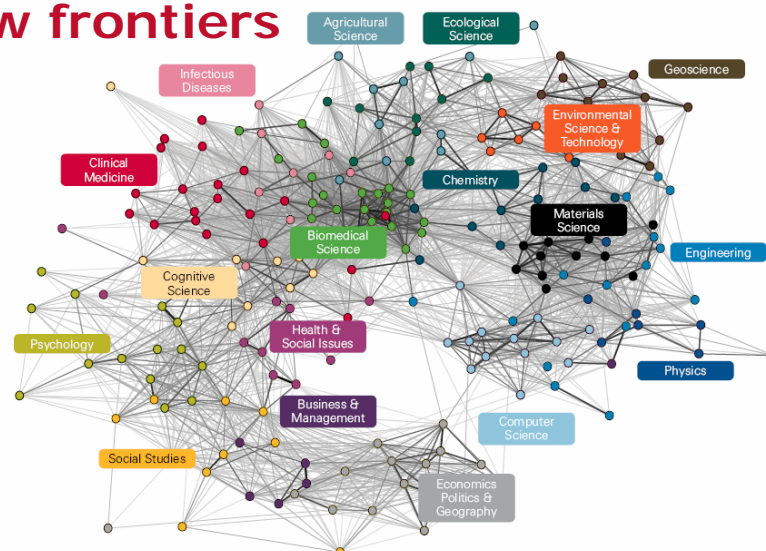 w frontiers
Agricultural
Science
Ecological
Science
Geoscience
Infectious
Diseases
Environmental
Science &
Technology
Clinical
Medicine
Chemistry
Materials
Science
Biomedical
Science
Engineering
Cognitive
Science
Health &
Social Issues
Psychology
Physics
Business &
Management
Computer
Science
Social Studies
Economics
Politics &
Geography